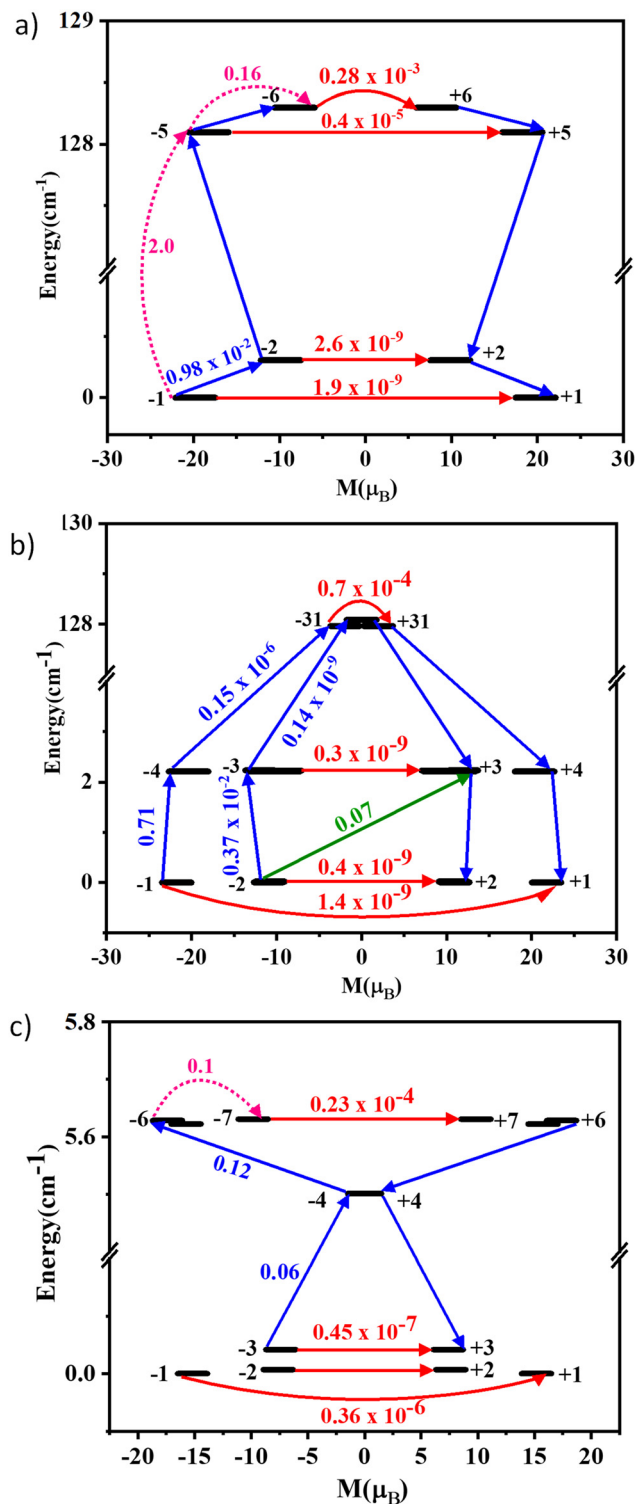 a)
129
0.16
0.28 x 10⁻³
-6
+6
0.4 x 10⁻⁵
-5
+5
128
Energy(cm⁻¹)
2.0
-2
2.6 x 10⁻⁹
+2
0.98 x 10⁻²
1.9 x 10⁻⁹
0
-1
+1
-30 -20 -10 0 10 20 30
M(μB)
b)
130
0.7 x 10⁻⁴
-31
+31
128
0.15 x 10⁻⁶
0.14 x 10⁻⁹
Energy(cm⁻¹)
0.3 x 10⁻⁹
-4
-3
+3
+4
2
0.71
0.37 x 10⁻²
0.07
0.4 x 10⁻⁹
0
-1
-2
+2
+1
1.4 x 10⁻⁹
-30 -20 -10 0 10 20 30
M(μB)
c)
5.8
0.1
0.23 x 10⁻⁴
-6
-7
+7
+6
5.6
0.12
-4
+4
Energy(cm⁻¹)
0.06
0.45 x 10⁻⁷
-3
+3
0.0
-1
-2
+2
+1
0.36 x 10⁻⁶
-20 -15 -10 -5 0 5 10 15 20
M(μB)